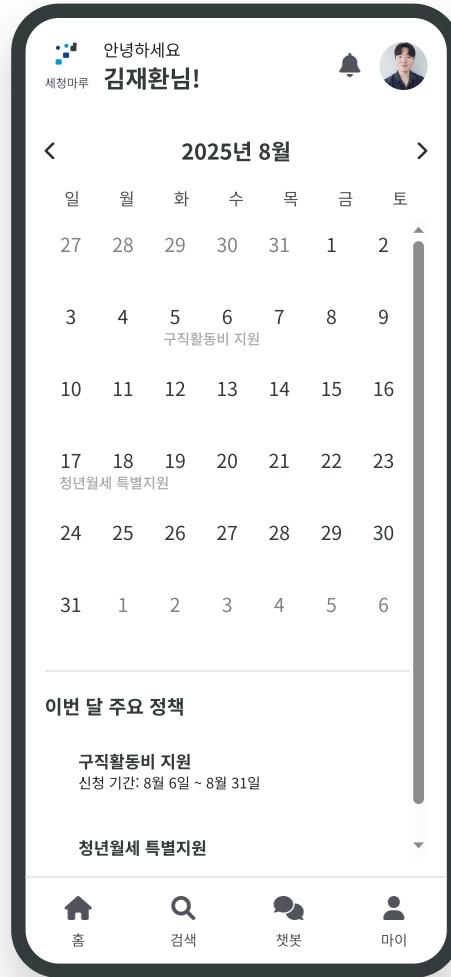 안녕하세요
세청마루
김재환님!
2025년 8월
일 월 화 수 목 금 토
27 28 29 30 31 1 2
3 4 5 6 7 8 9
구직활동비 지원
10 11 12 13 14 15 16
17 18 19 20 21 22 23
청년월세 특별지원
24 25 26 27 28 29 30
31 1 2 3 4 5 6
이번 달 주요 정책
구직활동비 지원
신청 기간: 8월 6일 ~ 8월 31일
청년월세 특별지원
홈 검색 챗봇 마이